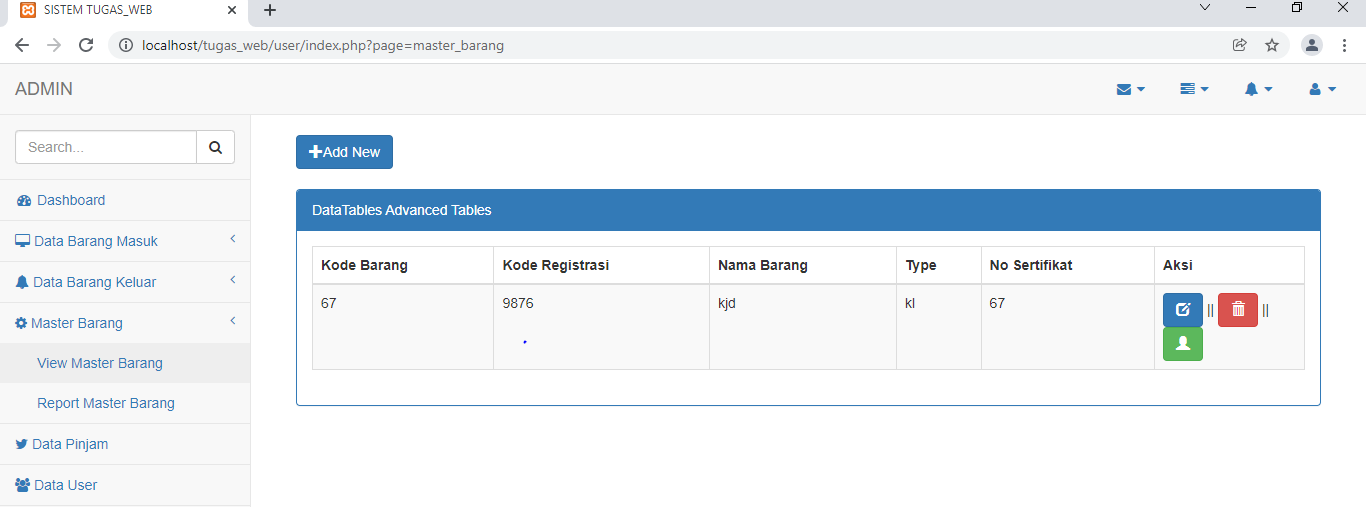 SISTEM TUGAS_WEB
localhost/tugas_web/user/index.php?page=master_barang
ADMIN
Search...
Dashboard
Data Barang Masuk
Data Barang Keluar
Master Barang
View Master Barang
Report Master Barang
Data Pinjam
Data User
Add New
DataTables Advanced Tables
Kode Barang Kode Registrasi Nama Barang Type No Sertifikat Aksi
67 9876 kjd kl 67 || ||